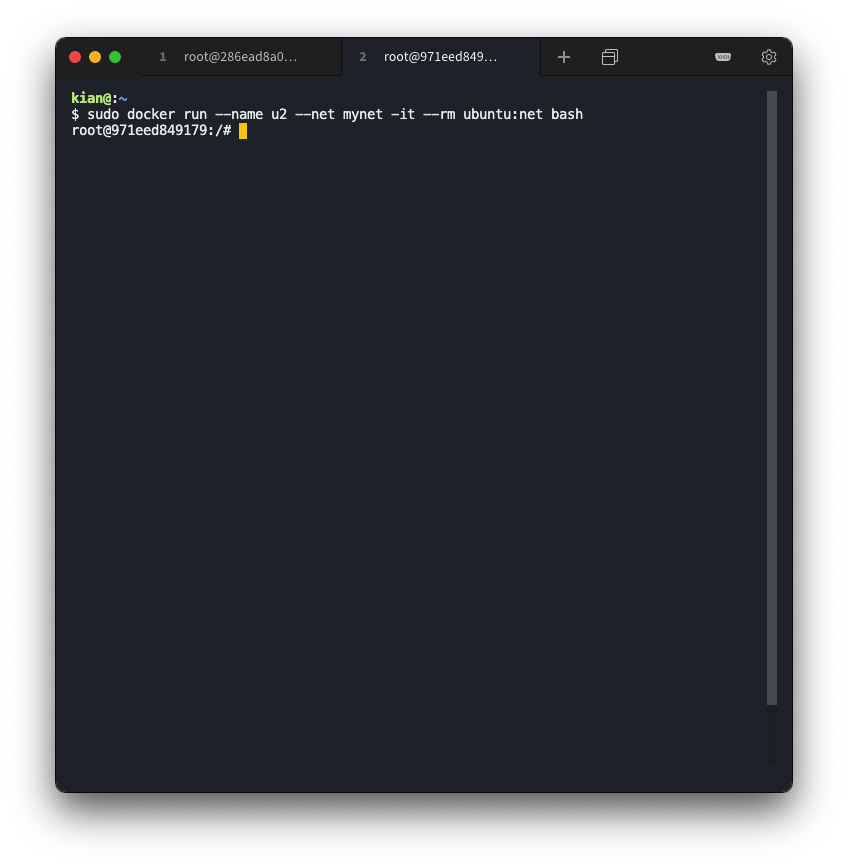 1 root@286ead8a0… 2 root@971eed849…
kian@:~
$ sudo docker run --name u2 --net mynet -it --rm ubuntu:net bash
root@971eed849179:/#